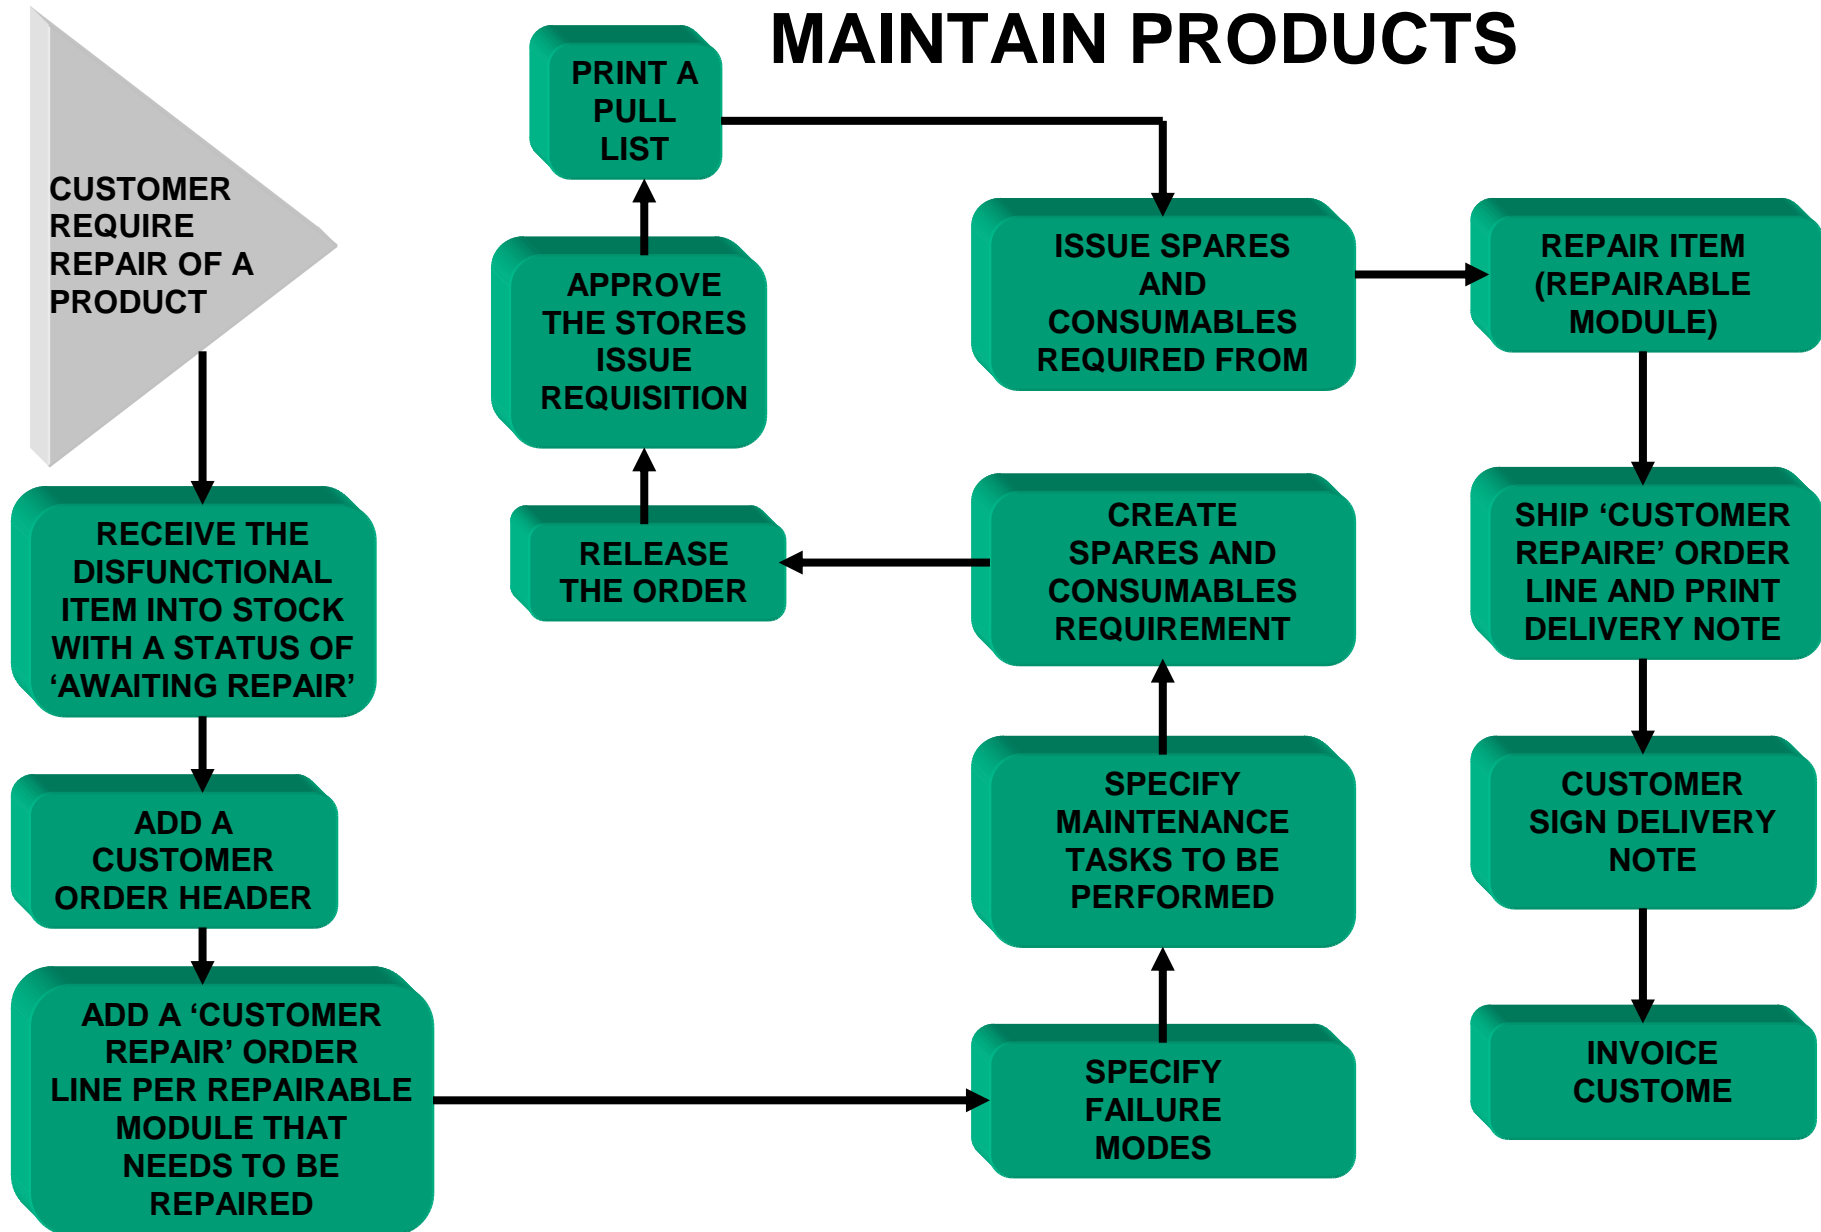 MAINTAIN PRODUCTS
CUSTOMER
REQUIRE
REPAIR OF A
PRODUCT
RECEIVE THE
DISFUNCTIONAL
ITEM INTO STOCK
WITH A STATUS OF
‘AWAITING REPAIR’
ADD A
CUSTOMER
ORDER HEADER
ADD A ‘CUSTOMER
REPAIR’ ORDER
LINE PER REPAIRABLE
MODULE THAT
NEEDS TO BE
REPAIRED
SPECIFY
FAILURE
MODES
SPECIFY
MAINTENANCE
TASKS TO BE
PERFORMED
CREATE
SPARES AND
CONSUMABLES
REQUIREMENT
RELEASE
THE ORDER
APPROVE
THE STORES
ISSUE
REQUISITION
PRINT A
PULL
LIST
ISSUE SPARES
AND
CONSUMABLES
REQUIRED FROM
REPAIR ITEM
(REPAIRABLE
MODULE)
SHIP ‘CUSTOMER
REPAIRE’ ORDER
LINE AND PRINT
DELIVERY NOTE
CUSTOMER
SIGN DELIVERY
NOTE
INVOICE
CUSTOME